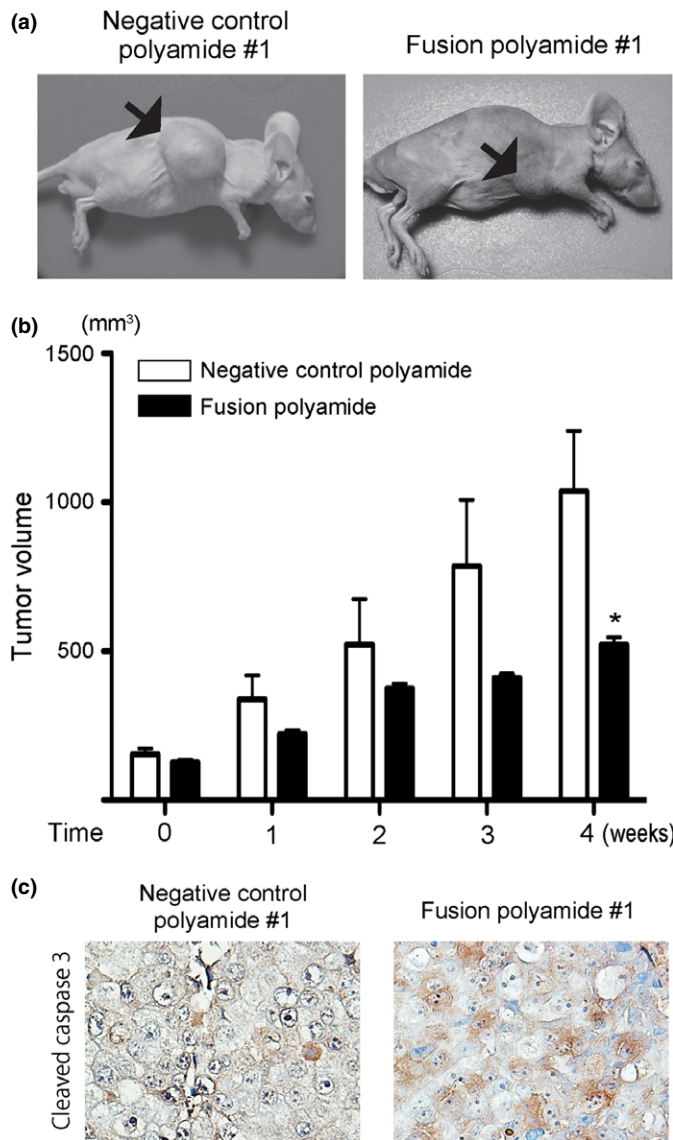 (a)
Negative control
polyamide #1
Fusion polyamide #1
(b)
(mm³)
1500
Negative control polyamide
Fusion polyamide
1000
Tumor volume
*
500
Time 0 1 2 3 4 (weeks)
(c)
Negative control
polyamide #1
Fusion polyamide #1
Cleaved caspase 3